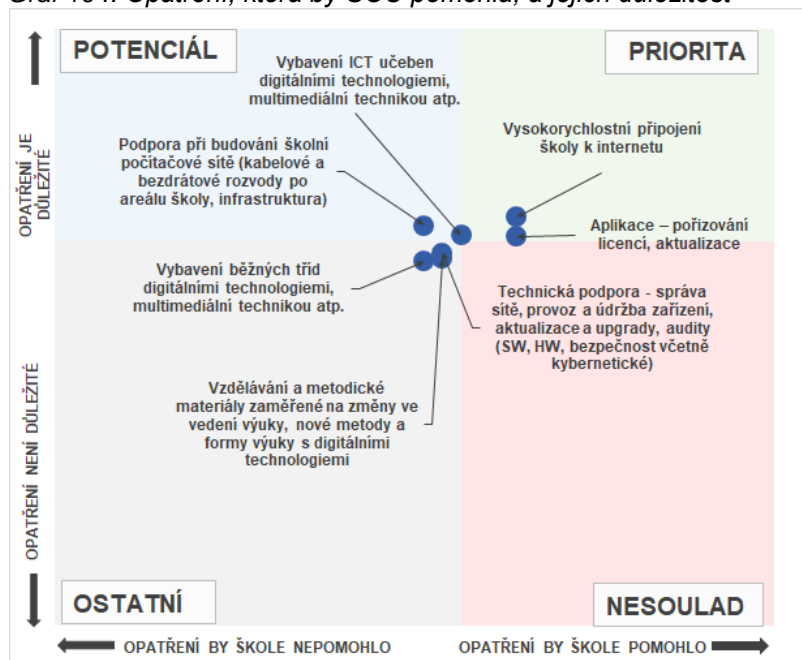 POTENCIÁL
PRIORITA
Vybavení ICT učeben
digitálními technologiemi,
multimediální technikou atp.
Vysokorychlostní připojení
školy k internetu
Podpora při budování školní
počítačové sítě (kabelové a
bezdrátové rozvody po
areálu školy, infrastruktura)
Aplikace – pořizování
licencí, aktualizace
Vybavení běžných tříd
digitálními technologiemi,
multimediální technikou atp.
Technická podpora - správa
sítě, provoz a údržba zařízení,
aktualizace a upgrady, audity
(SW, HW, bezpečnost včetně
kybernetické)
Vzdělávání a metodické
materiály zaměřené na změny ve
vedení výuky, nové metody a
formy výuky s digitálními
technologiemi
OPATŘENÍ JE
DŮLEŽITÉ
OPATŘENÍ NENÍ DŮLEŽITÉ
OSTATNÍ
NESOULAD
OPATŘENÍ BY ŠKOLE NEPOMOHLO
OPATŘENÍ BY ŠKOLE POMOHLO